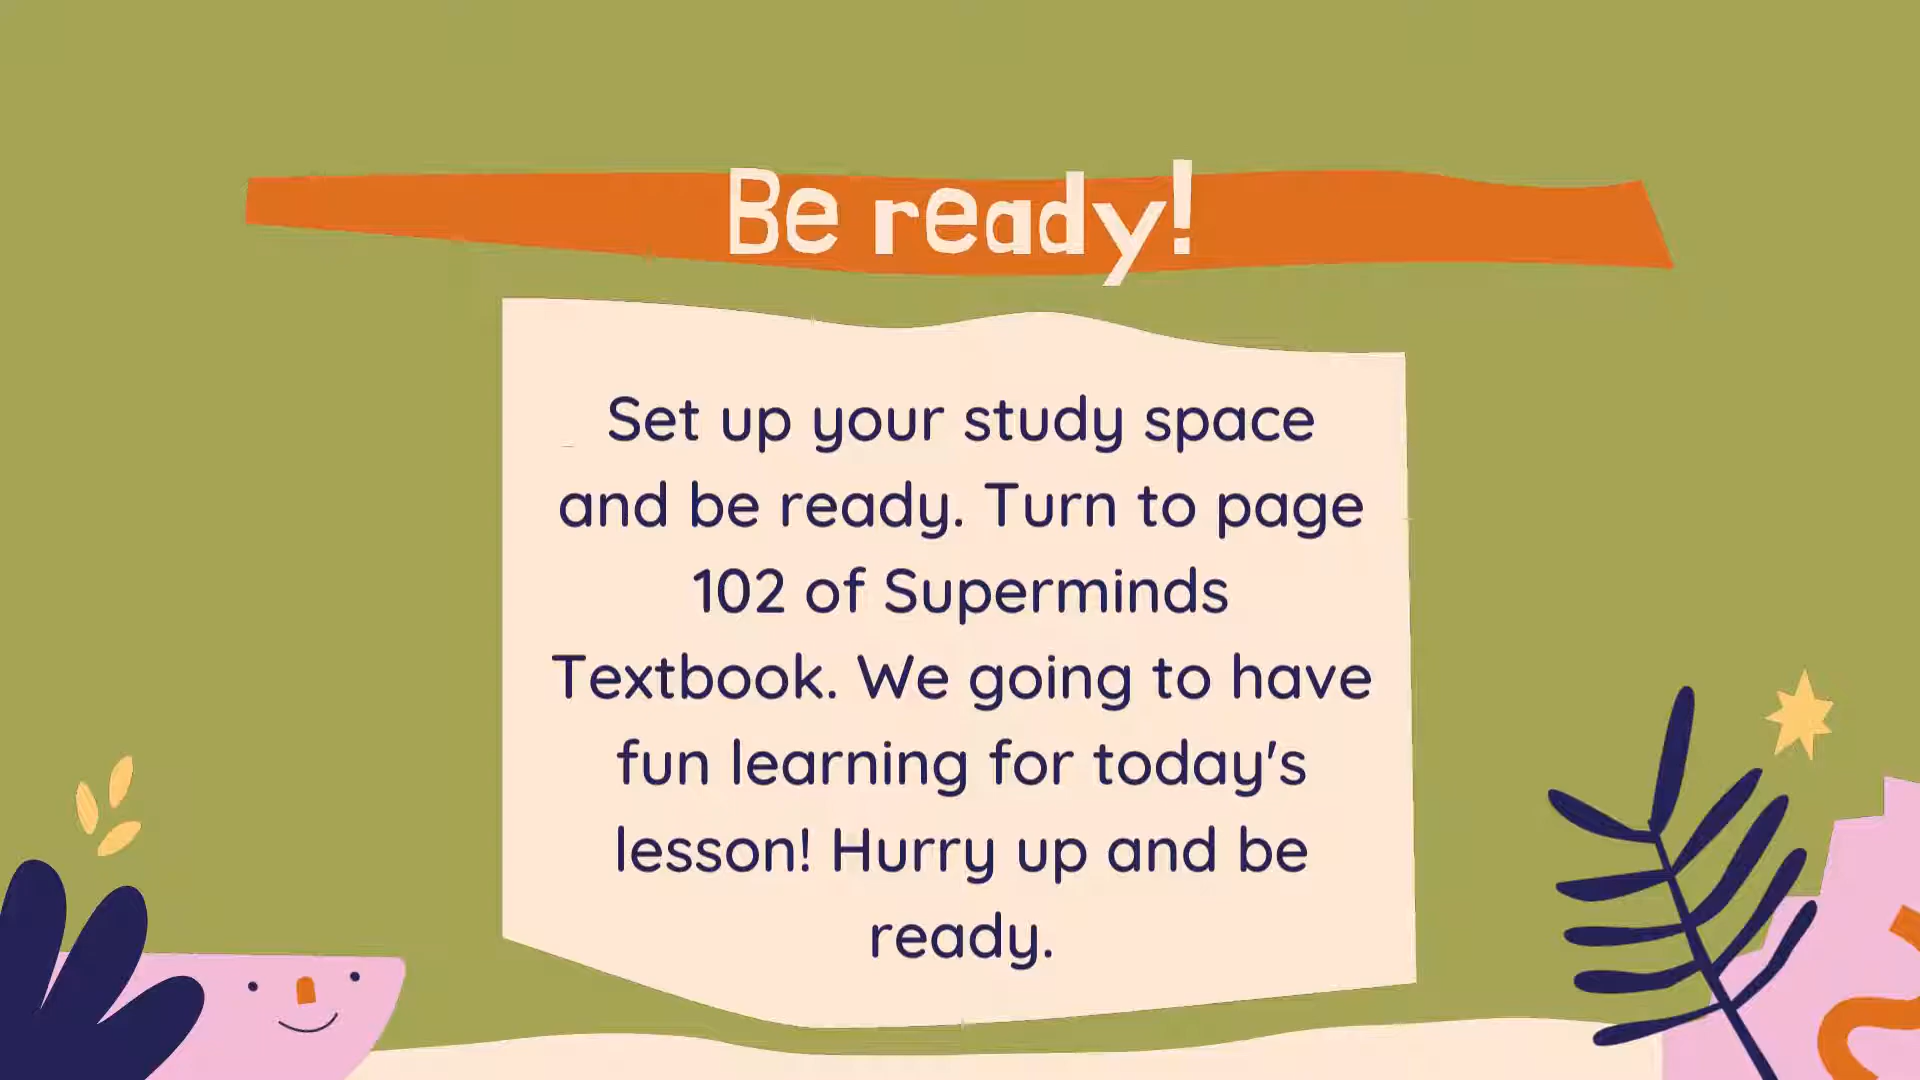 Be ready!
Set up your study space
and be ready. Turn to page
102 of Superminds
Textbook. We going to have
fun learning for today's
lesson! Hurry up and be
ready.